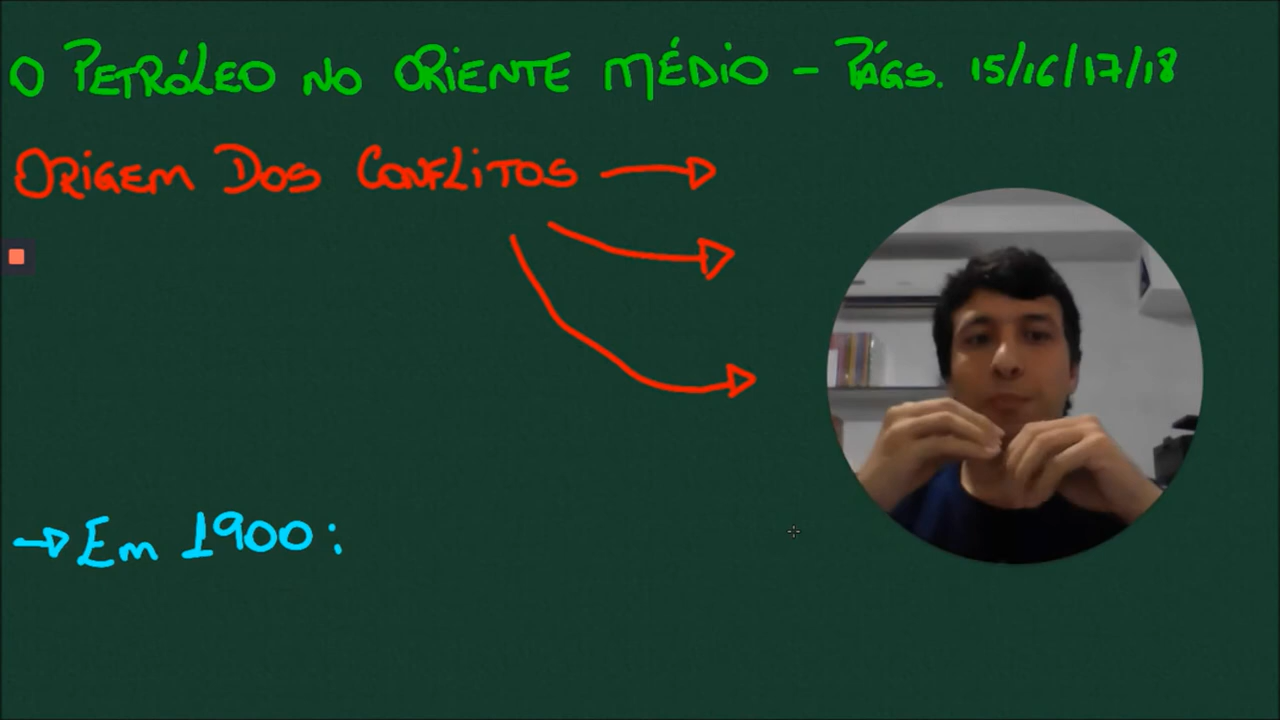 O PETRÓLEO NO ORIENTE MÉDIO - PÁGS. 15/16/17/18
ORIGEM DOS CONFLITOS →
→ Em 1900: